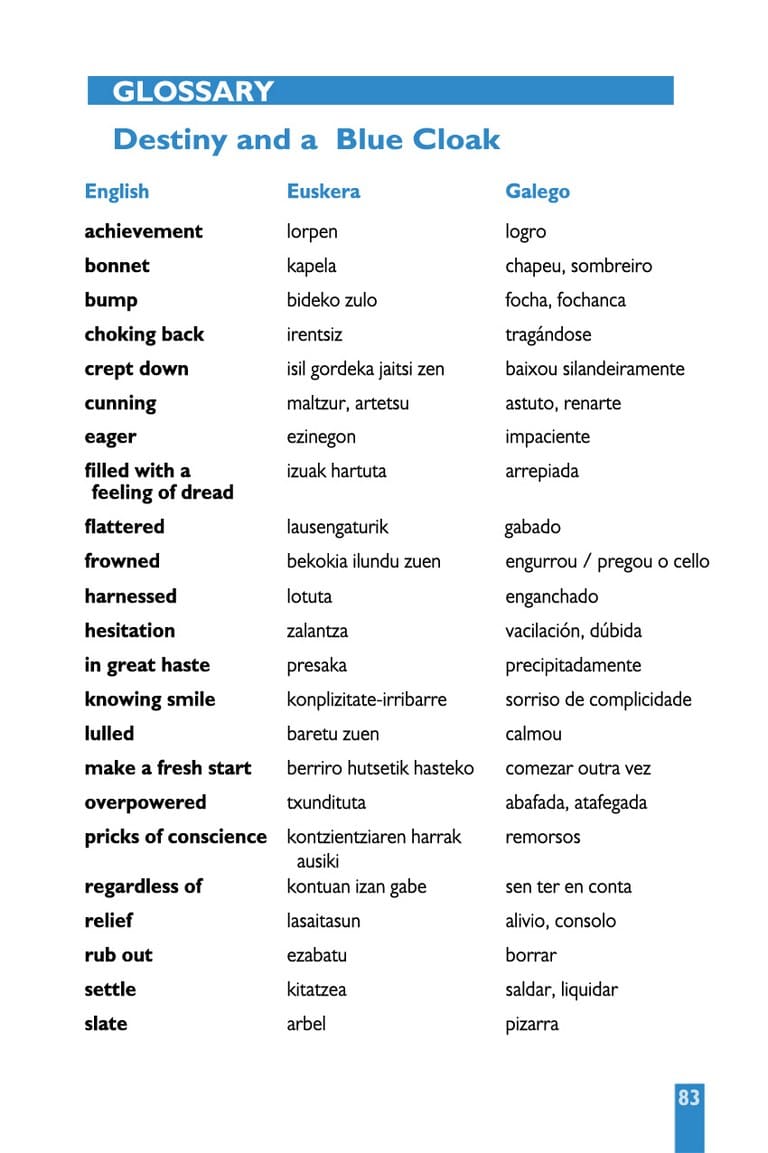 GLOSSARY
Destiny and a Blue Cloak
English Euskera Galego
achievement lorpen logro
bonnet kapela chapeu, sombreiro
bump bideko zulo focha, fochanca
choking back irentsiz tragándose
crept down isil gordeka jaitsi zen baixou silandeiramente
cunning maltzur, artetsu astuto, renarte
eager ezinegon impaciente
filled with a izuak hartuta arrepiada
feeling of dread
flattered lausengaturik gabado
frowned bekokia ilundu zuen engurrou / pregou o cello
harnessed lotuta enganchado
hesitation zalantza vacilación, dúbida
in great haste presaka precipitadamente
knowing smile konplizitate-irribarre sorriso de complicidade
lulled baretu zuen calmou
make a fresh start berriro hutsetik hasteko comezar outra vez
overpowered txundituta abafada, atafegada
pricks of conscience kontzientziaren harrak remorsos
ausiki
regardless of kontuan izan gabe sen ter en conta
relief lasaitasun alivio, consolo
rub out ezabatu borrar
settle kitatzea saldar, liquidar
slate arbel pizarra
83